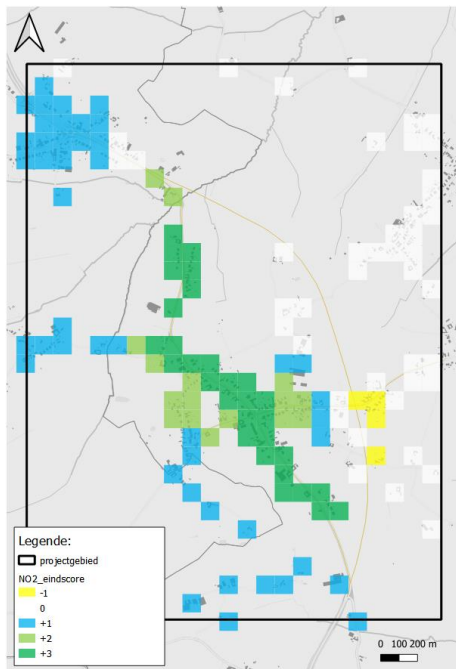 Legende:
projectgebied
NO2_eindscore
-1
0
+1
+2
+3
0 100 200 m